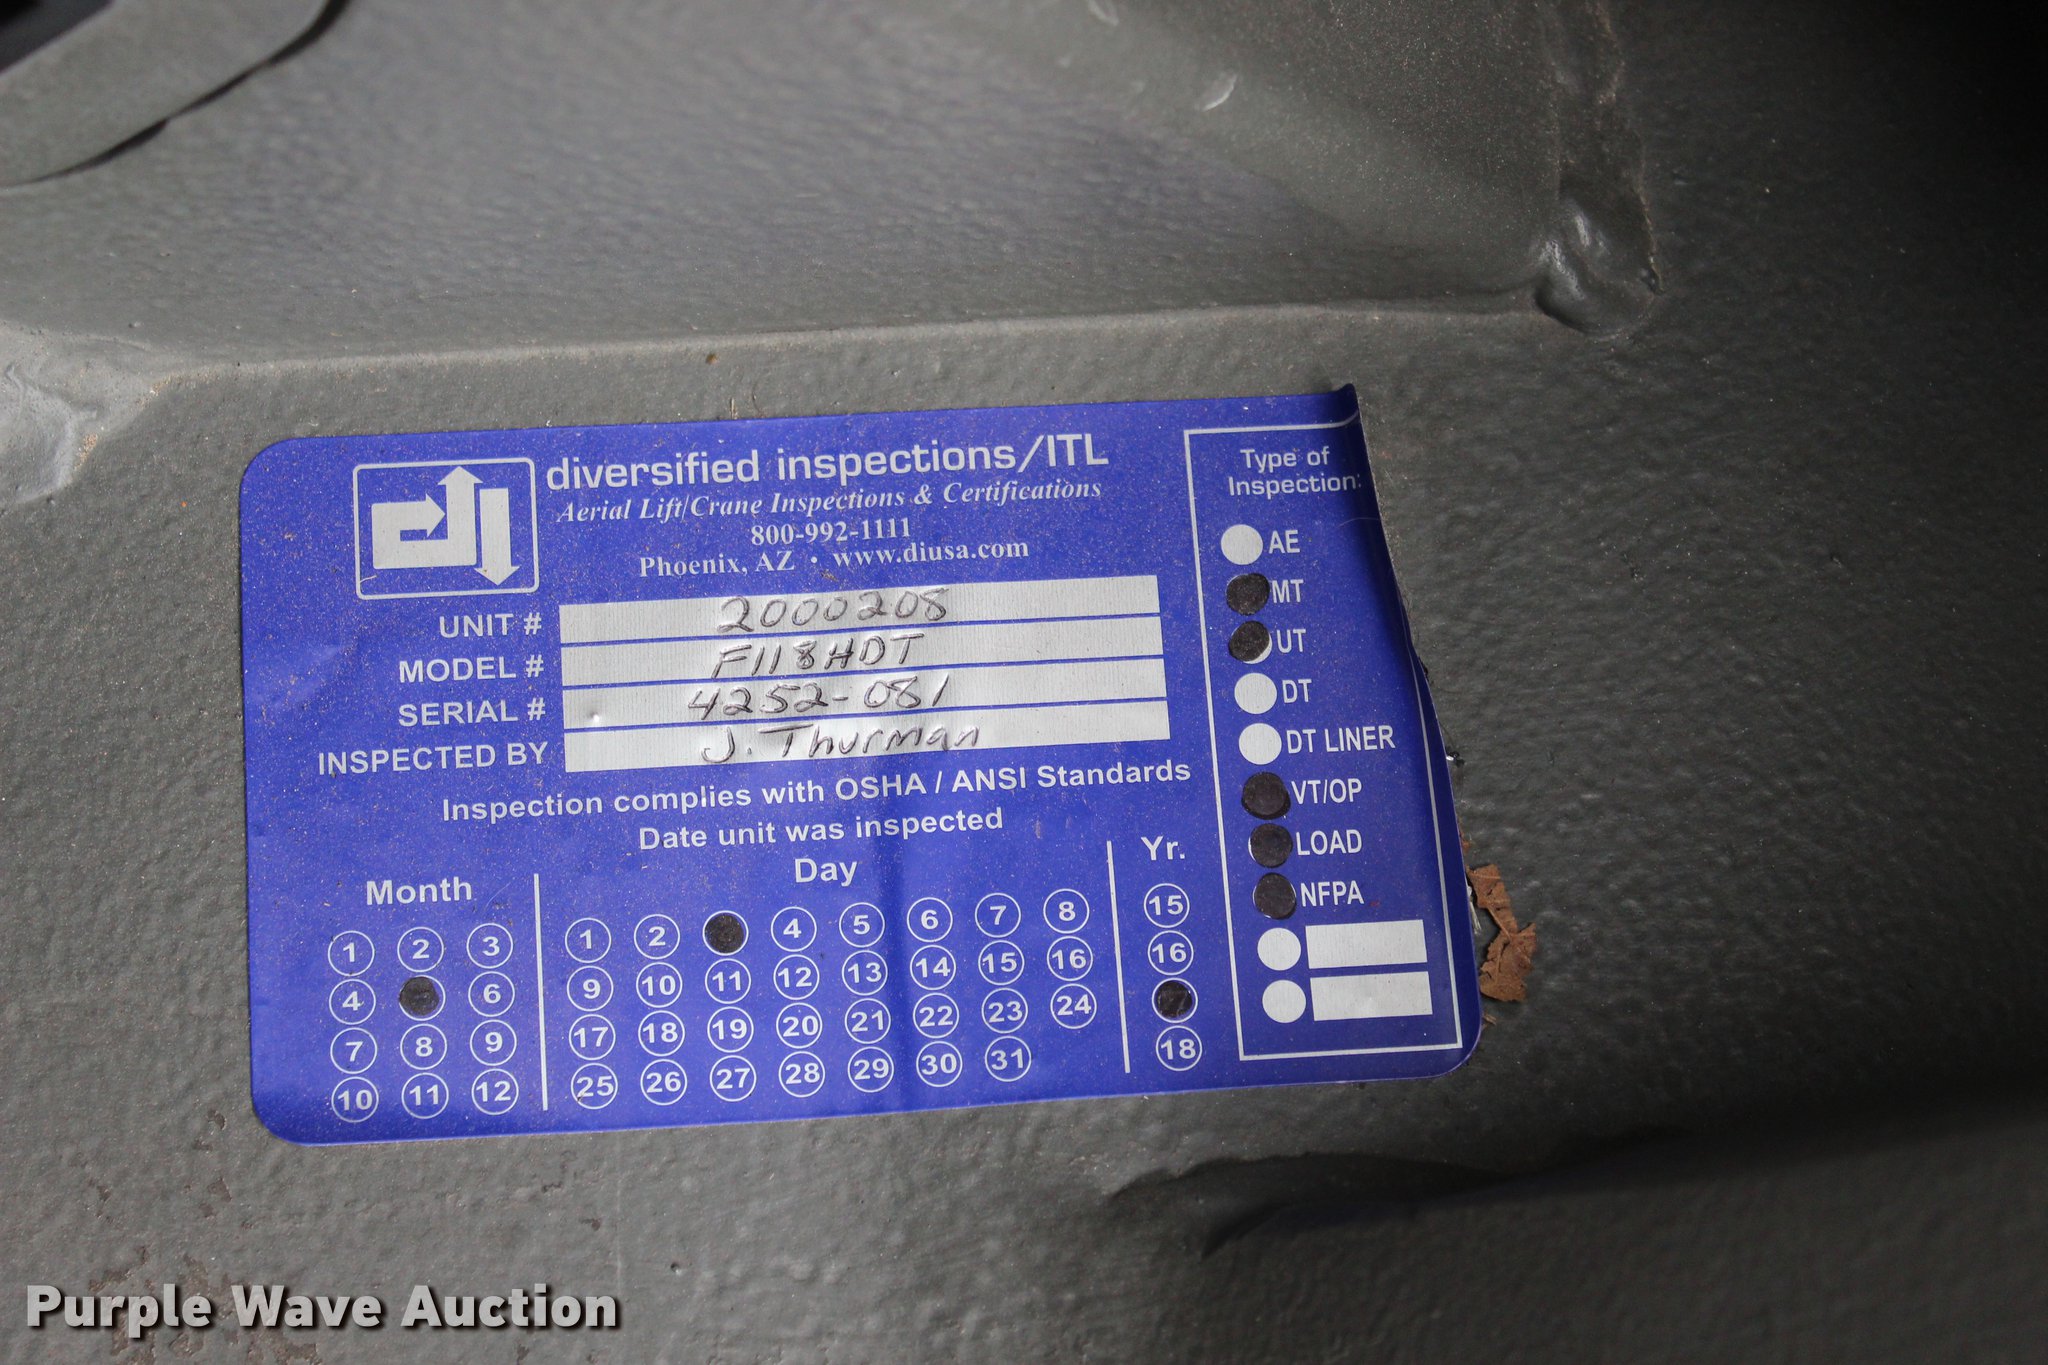 diversified inspections/ITL
Aerial Lift/Crane Inspections & Certifications
800-992-1111
Phoenix, AZ • www.diusa.com
UNIT # 2000208
MODEL # F118HDT
SERIAL # 4252-081
INSPECTED BY J. Thurman
Inspection complies with OSHA / ANSI Standards
Date unit was inspected
Month
1 2 3
4 6
7 8 9
10 11 12
Day
1 2 4 5 6 7 8
9 10 11 12 13 14 15 16
17 18 19 20 21 22 23 24
25 26 27 28 29 30 31
Yr.
15
16
18
Type of
Inspection:
AE
MT
UT
DT
DT LINER
VT/OP
LOAD
NFPA
Purple Wave Auction